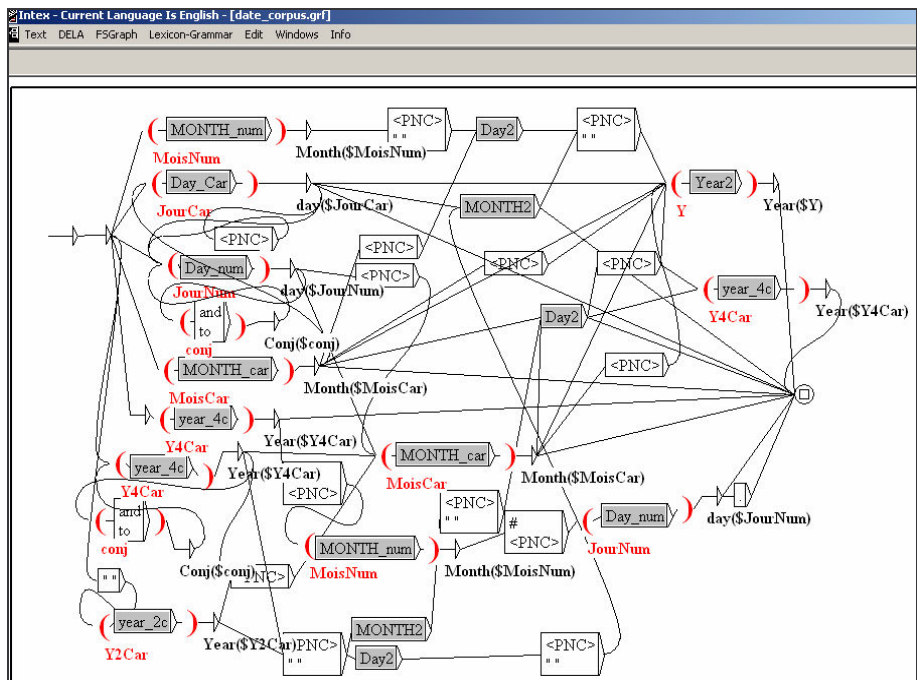 Intex - Current Language Is English - [date_corpus.grf]
Text DELA FSGraph Lexicon-Grammar Edit Windows Info
MONTH_num
MoisNum
Month($MoisNum)
<PNC>
" "
Day2
<PNC>
" "
Day_Car
JourCar
day($JourCar)
MONTH2
Year2
Y
Year($Y)
<PNC>
<PNC>
<PNC>
<PNC>
<PNC>
Day_num
JourNum
day($JourNum)
year_4c
Y4Car
Year($Y4Car)
and
to
conj
Conj($conj)
Day2
MONTH_car
MoisCar
Month($MoisCar)
<PNC>
year_4c
Y4Car
Year($Y4Car)
year_4c
Y4Car
Year($Y4Car)
MONTH_car
MoisCar
Month($MoisCar)
<PNC>
<PNC>
" "
#
<PNC>
Day_num
JourNum
day($JourNum)
.
and
to
conj
Conj($conj)
MONTH_num
MoisNum
Month($MoisNum)
" "
PNC>
year_2c
Y2Car
Year($Y2Car)
PNC>
" "
MONTH2
Day2
<PNC>
" "